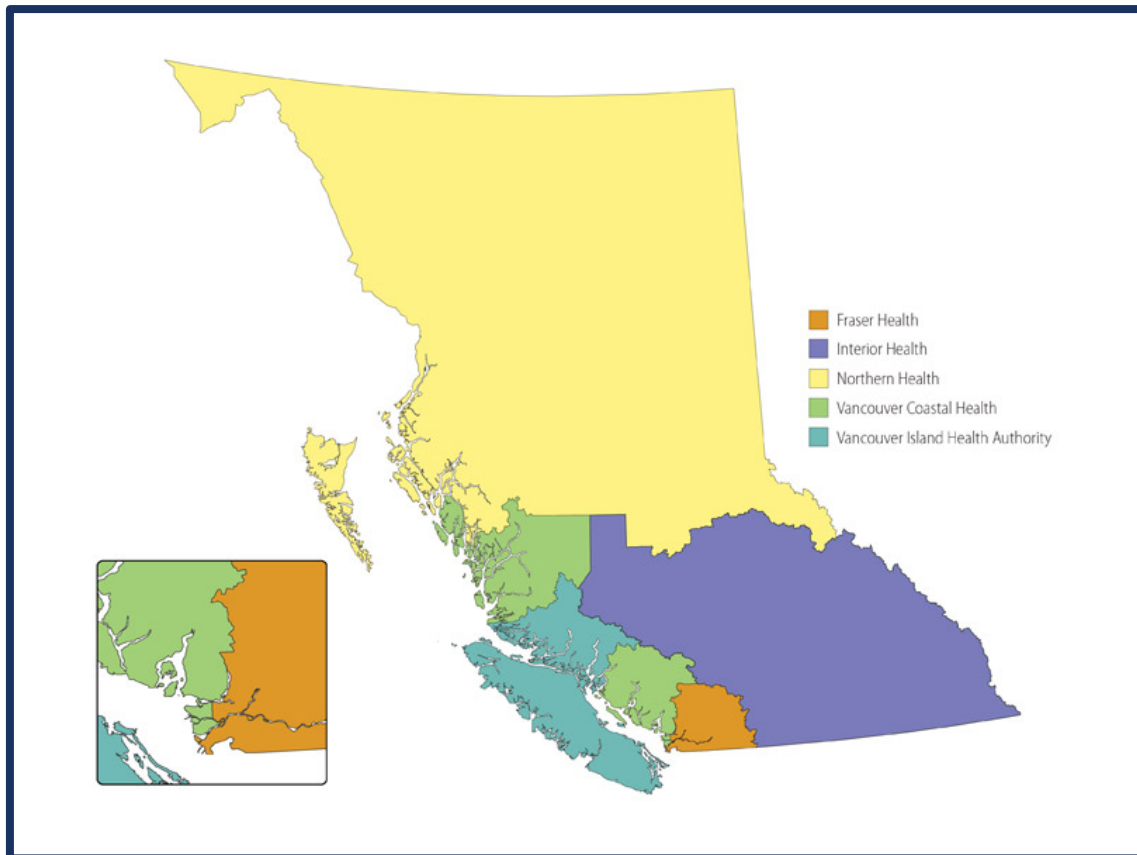 Fraser Health
Interior Health
Northern Health
Vancouver Coastal Health
Vancouver Island Health Authority